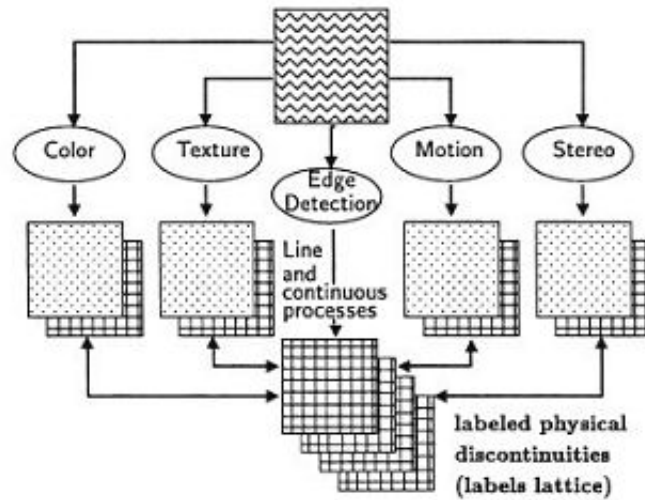 Color
Texture
Edge
Detection
Motion
Stereo
Line
and
continuous
processes
labeled physical
discontinuities
(labels lattice)